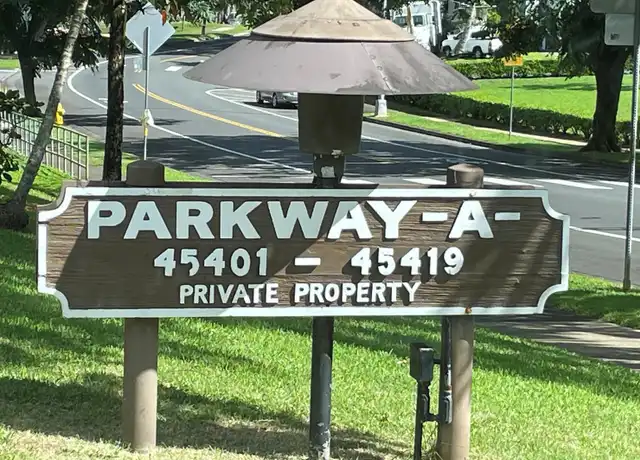 PARKWAY-A-
45401 - 45419
PRIVATE PROPERTY